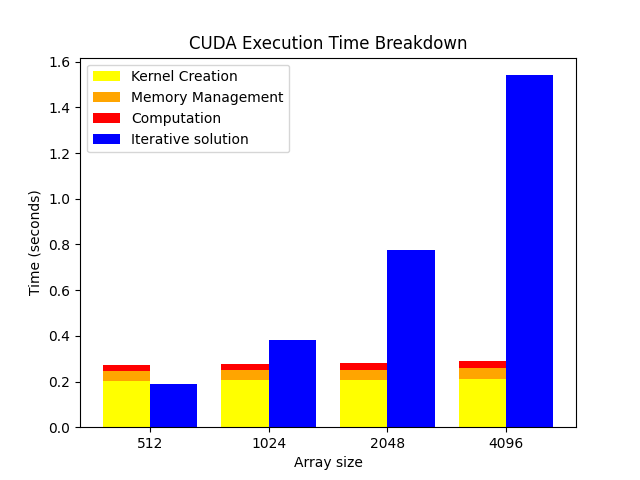 CUDA Execution Time Breakdown
1.6
1.4
1.2
1.0
0.8
0.6
0.4
0.2
0.0
Time (seconds)
Kernel Creation
Memory Management
Computation
Iterative solution
512 1024 2048 4096
Array size